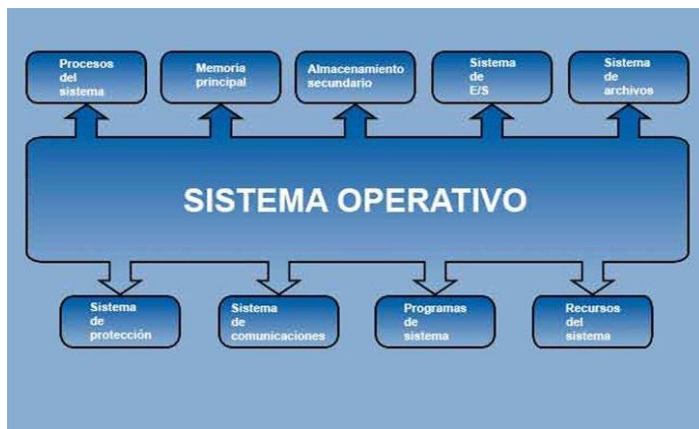 Procesos
del
sistema
Memoria
principal
Almacenamiento
secundario
Sistema
de
E/S
Sistema
de
archivos
SISTEMA OPERATIVO
Sistema
de
protección
Sistema
de
comunicaciones
Programas
de
sistema
Recursos
del
sistema